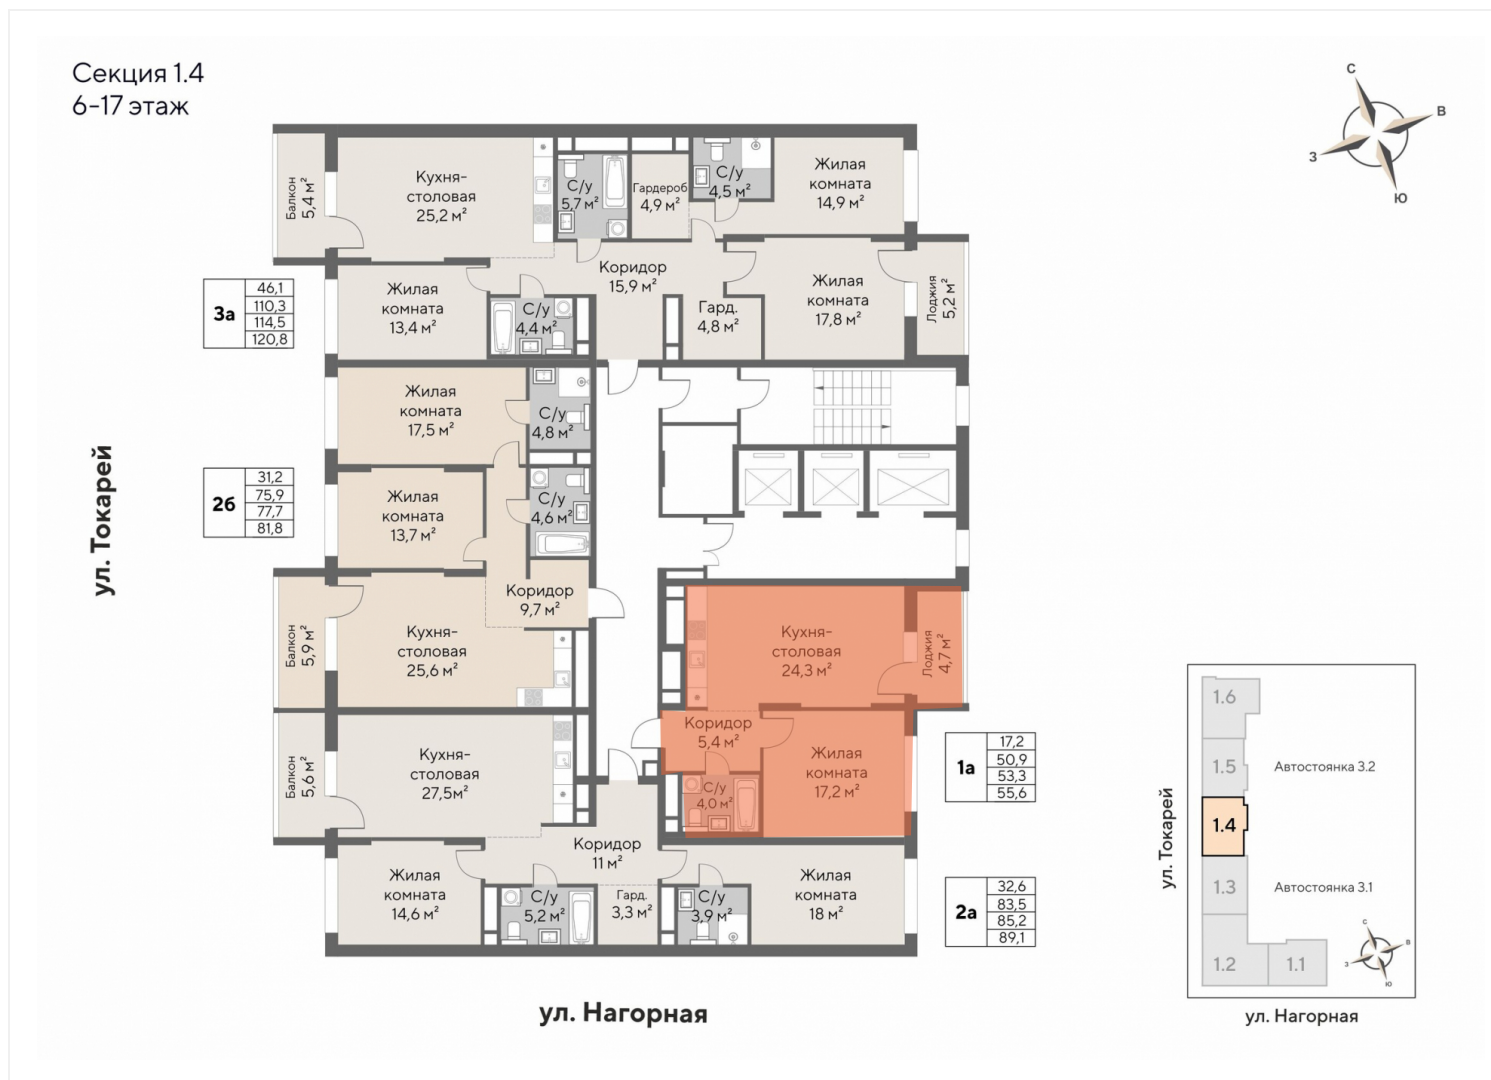 Секция 1.4
6-17 этаж
С
В
З
Ю
Балкон
5,4 м²
Кухня-
столовая
25,2 м²
С/у
5,7 м²
Гардероб
4,9 м²
С/у
4,5 м²
Жилая
комната
14,9 м²
Коридор
15,9 м²
Жилая
комната
17,8 м²
Лоджия
5,2 м²
3а
46,1
110,3
114,5
120,8
Жилая
комната
13,4 м²
С/у
4,4 м²
Гард.
4,8 м²
Жилая
комната
17,5 м²
С/у
4,8 м²
ул. Токарей
2б
31,2
75,9
77,7
81,8
Жилая
комната
13,7 м²
С/у
4,6 м²
Коридор
9,7 м²
Балкон
5,9 м²
Кухня-
столовая
25,6 м²
Кухня-
столовая
24,3 м²
Лоджия
4,7 м²
Коридор
5,4 м²
Жилая
комната
17,2 м²
С/у
4,0 м²
1а
17,2
50,9
53,3
55,6
Балкон
5,6 м²
Кухня-
столовая
27,5м²
Коридор
11 м²
Жилая
комната
14,6 м²
С/у
5,2 м²
Гард.
3,3 м²
С/у
3,9 м²
Жилая
комната
18 м²
2а
32,6
83,5
85,2
89,1
ул. Нагорная
1.6
1.5
Автостоянка 3.2
1.4
ул. Токарей
1.3
Автостоянка 3.1
1.2
1.1
С
В
З
Ю
ул. Нагорная